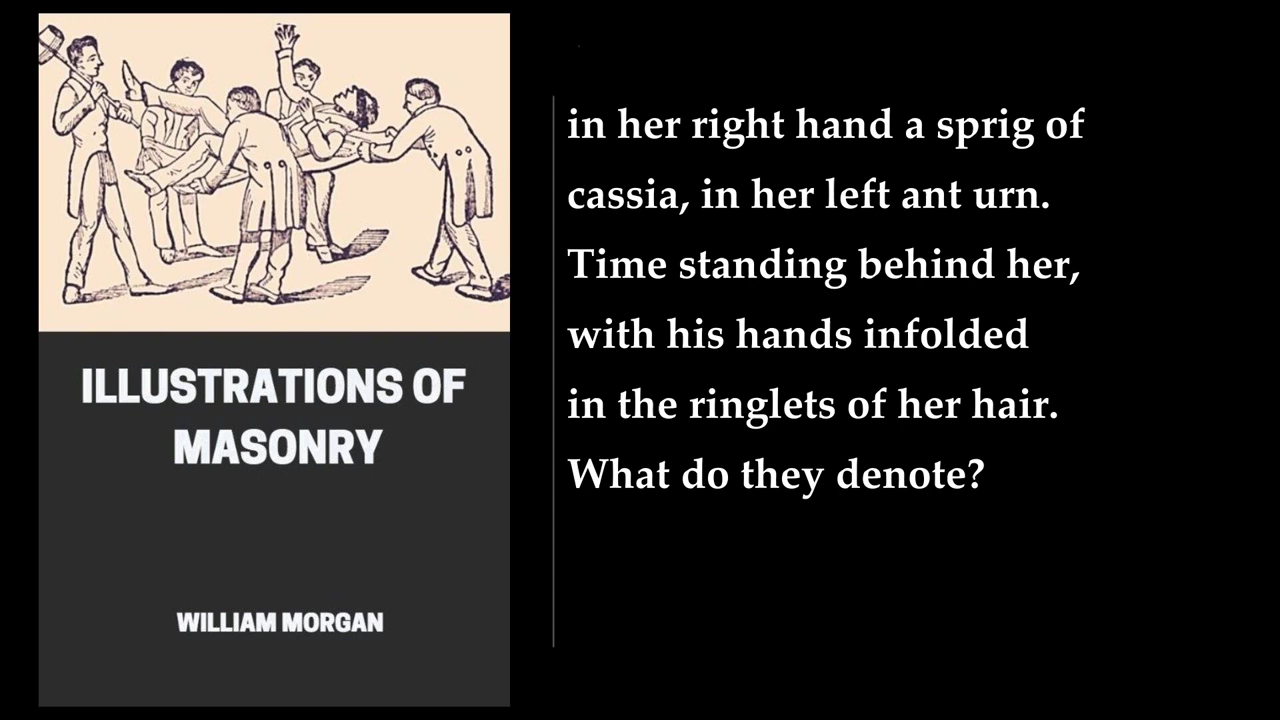 ILLUSTRATIONS OF
MASONRY
WILLIAM MORGAN
in her right hand a sprig of
cassia, in her left ant urn.
Time standing behind her,
with his hands infolded
in the ringlets of her hair.
What do they denote?